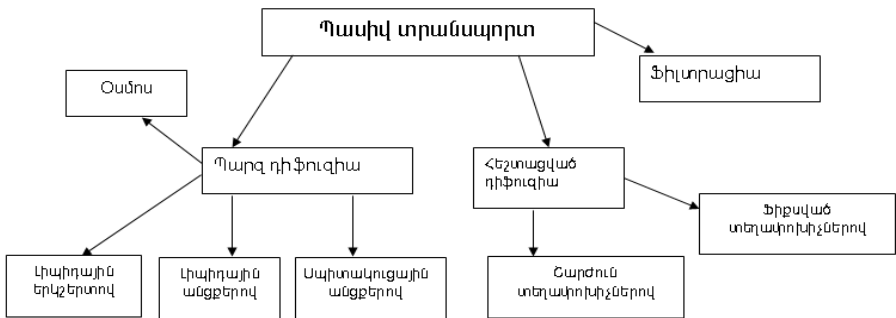 Պասիվ տրանսպորտ
Ֆիլտրացիա
Օսմոս
Պարզ դիֆուզիա
Հեշտացված
դիֆուզիա
Ֆիքսված
տեղափոխիչներով
Լիպիդային
երկշերտով
Լիպիդային
անցքերով
Սպիտակուցային
անցքերով
Շարժուն
տեղափոխիչներով